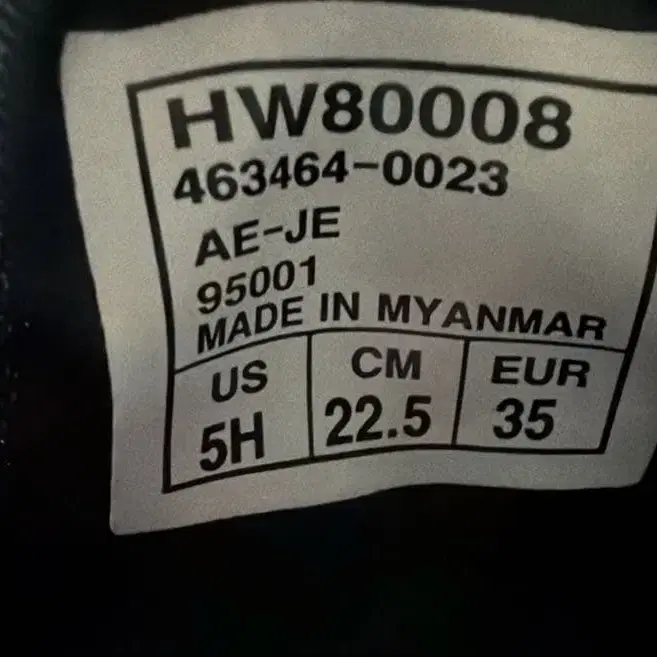 HW80008
463464-0023
AE-JE
95001
MADE IN MYANMAR
US CM EUR
5H 22.5 35